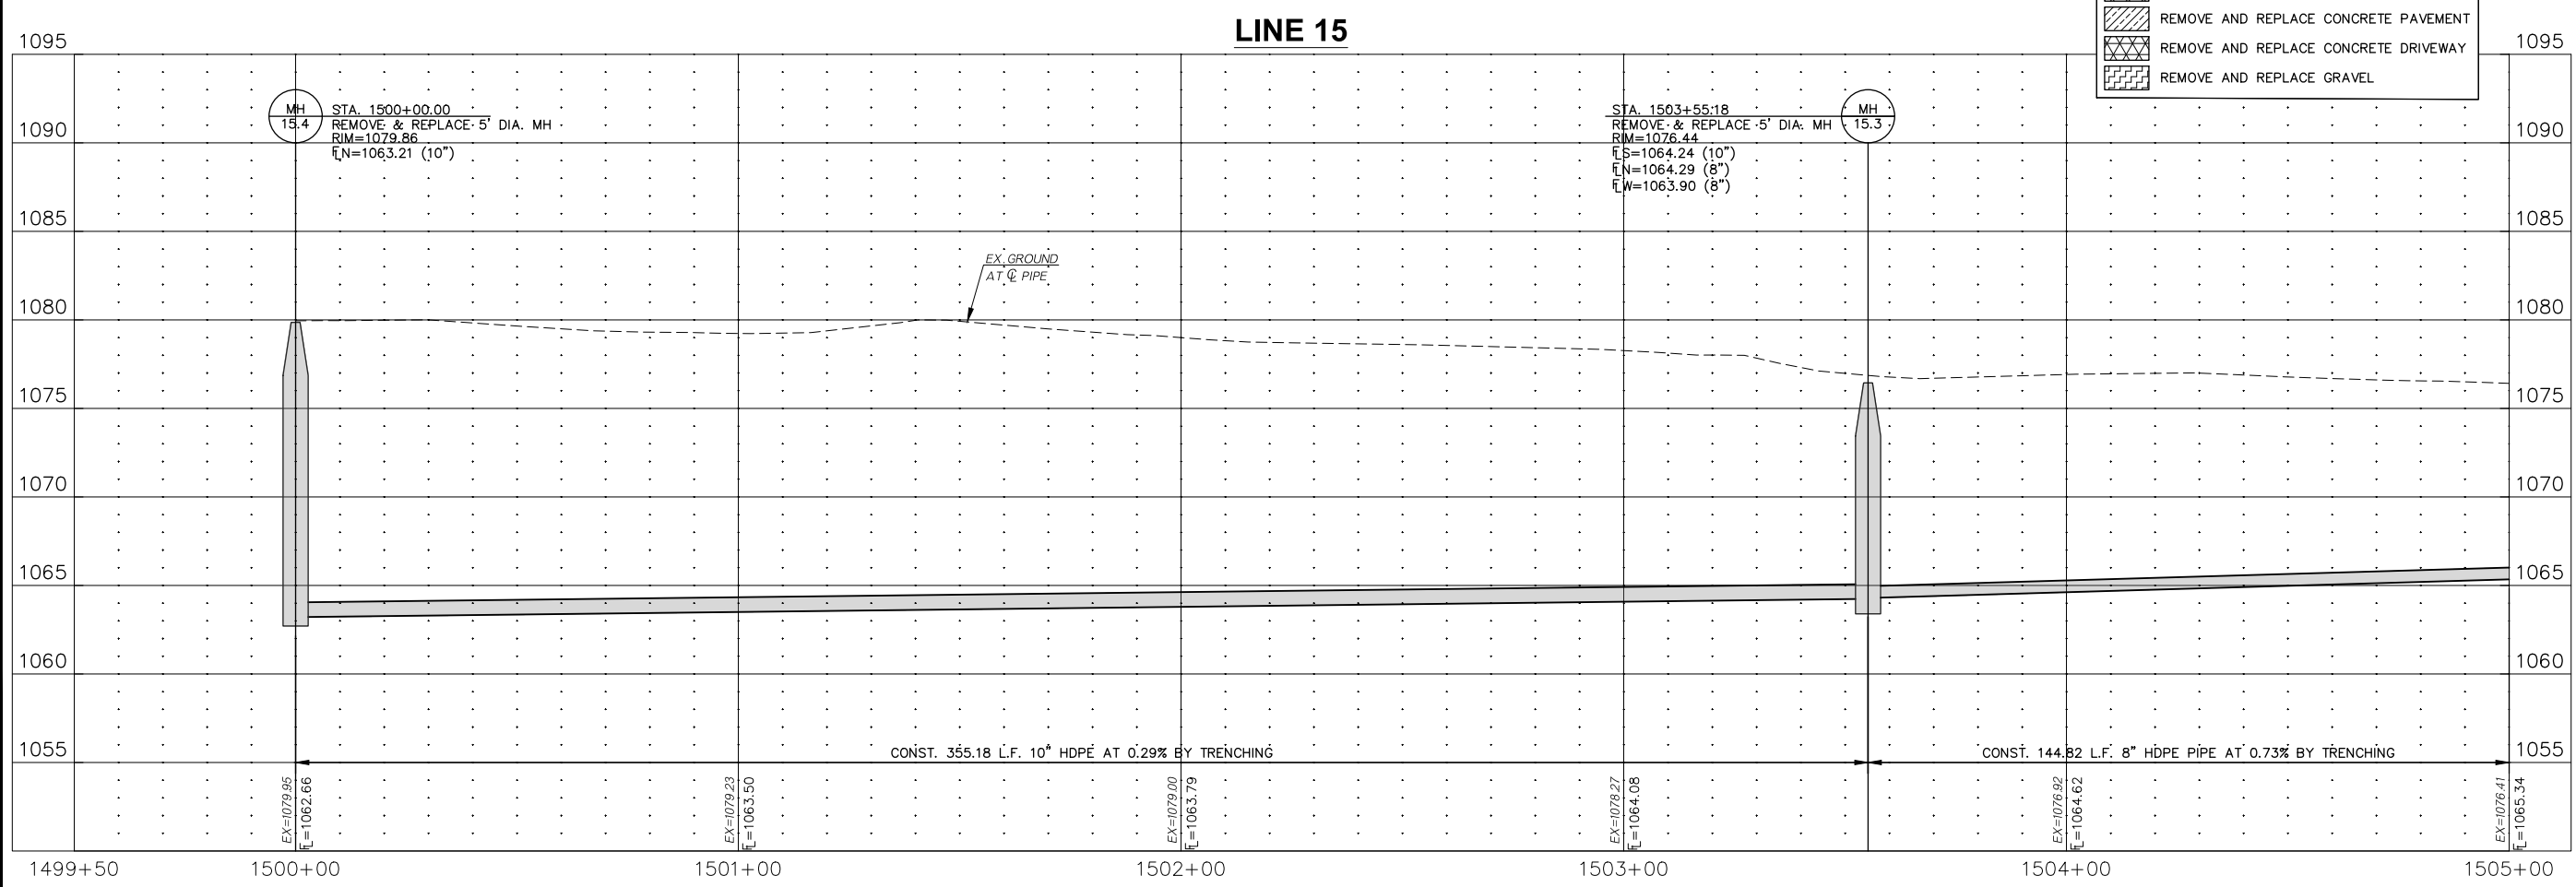 LINE 15
REMOVE AND REPLACE CONCRETE PAVEMENT
REMOVE AND REPLACE CONCRETE DRIVEWAY
REMOVE AND REPLACE GRAVEL
1095
1095
MH
15.4
STA. 1500+00.00
REMOVE & REPLACE 5' DIA. MH
RIM=1079.86
FL N=1063.21 (10")
STA. 1503+55.18
REMOVE & REPLACE 5' DIA. MH
RIM=1076.44
FL S=1064.24 (10")
FL N=1064.29 (8")
FL W=1063.90 (8")
MH
15.3
1090
1090
1085
1085
EX. GROUND
AT CL PIPE
1080
1080
1075
1075
1070
1070
1065
1065
1060
1060
1055
1055
CONST. 355.18 L.F. 10" HDPE AT 0.29% BY TRENCHING
CONST. 144.82 L.F. 8" HDPE PIPE AT 0.73% BY TRENCHING
EX=1079.95
FL=1062.66
EX=1079.23
FL=1063.50
EX=1079.00
FL=1063.79
EX=1078.27
FL=1064.08
EX=1076.92
FL=1064.62
EX=1076.41
FL=1065.34
1499+50
1500+00
1501+00
1502+00
1503+00
1504+00
1505+00